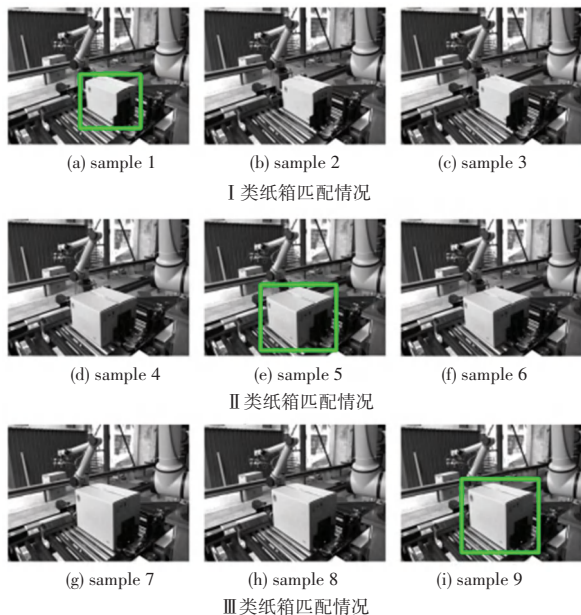 (a) sample 1 (b) sample 2 (c) sample 3
Ⅰ类纸箱匹配情况
(d) sample 4 (e) sample 5 (f) sample 6
Ⅱ类纸箱匹配情况
(g) sample 7 (h) sample 8 (i) sample 9
Ⅲ类纸箱匹配情况